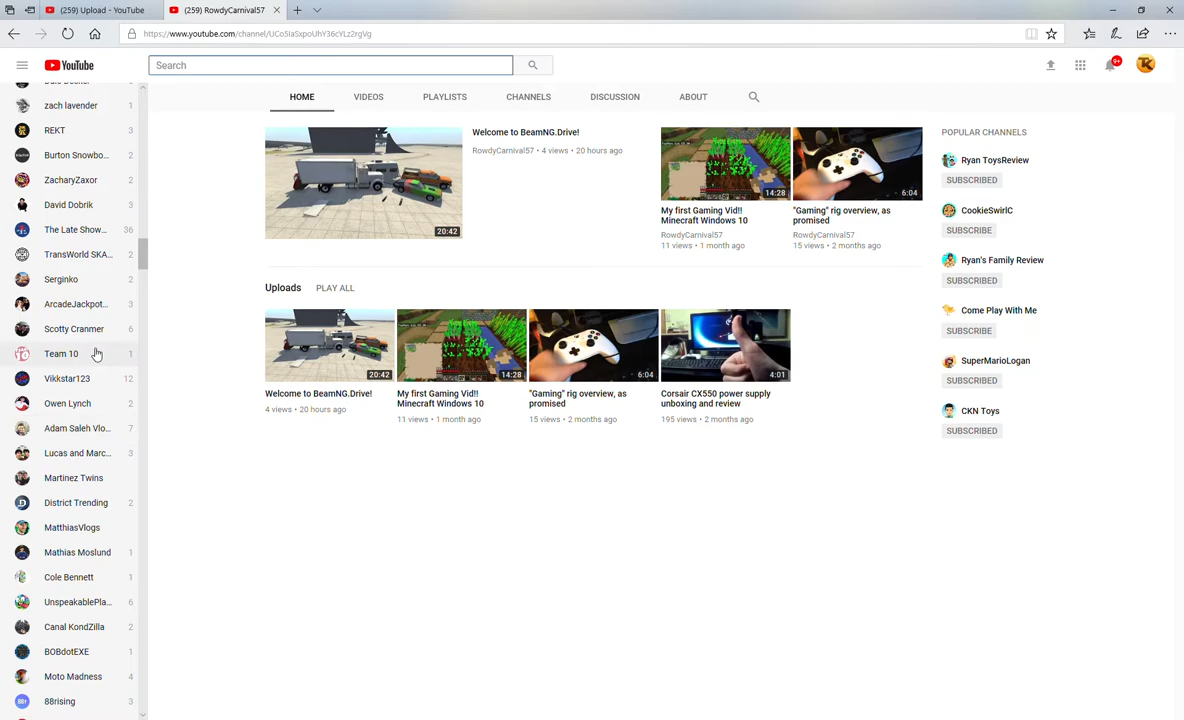 (259) Upload - YouTube
(259) RowdyCarnival57
https://www.youtube.com/channel/UCo5IaSxpoUhY36cYLz2rgVg
YouTube
Search
9+
zach lavender 1
REKT 3
Burton Snowbo... 2
ZacharyZaxor 2
David Dobrik 3
The Late Show... 36
TransWorld SKA... 2
Serginko 2
ArcadeJackpot... 3
Scotty Cranmer 6
Team 10 1
Vikkstar123 12
Owen Lynch 2
Adam Saleh Vlo... 7
Lucas and Marc... 3
Martinez Twins
District Trending 2
MatthiasVlogs
Mathias Moslund 1
Cole Bennett 1
UnspeakablePla... 6
Canal KondZilla 2
BOBdotEXE 1
Moto Madness 4
88rising 3
HOME VIDEOS PLAYLISTS CHANNELS DISCUSSION ABOUT
20:42
Welcome to BeamNG.Drive!
RowdyCarnival57 • 4 views • 20 hours ago
14:28
My first Gaming Vid!!
Minecraft Windows 10
RowdyCarnival57
11 views • 1 month ago
6:04
"Gaming" rig overview, as
promised
RowdyCarnival57
15 views • 2 months ago
Uploads PLAY ALL
20:42
Welcome to BeamNG.Drive!
4 views • 20 hours ago
14:28
My first Gaming Vid!!
Minecraft Windows 10
11 views • 1 month ago
6:04
"Gaming" rig overview, as
promised
15 views • 2 months ago
4:01
Corsair CX550 power supply
unboxing and review
195 views • 2 months ago
POPULAR CHANNELS
Ryan ToysReview
SUBSCRIBED
CookieSwirlC
SUBSCRIBE
Ryan's Family Review
SUBSCRIBED
Come Play With Me
SUBSCRIBE
SuperMarioLogan
SUBSCRIBED
CKN Toys
SUBSCRIBED